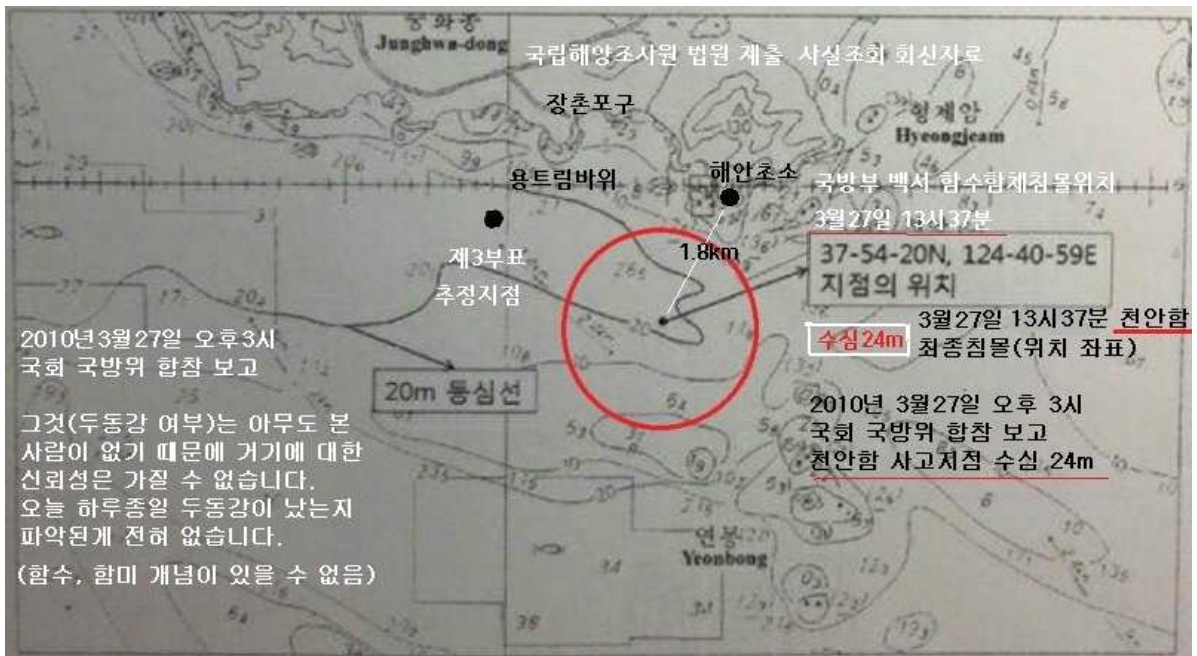 중화동
Junghwa-dong
국립해양조사원 법원 제출 사실조회 회신자료
장촌포구
형제암
Hyeongjeam
용트림바위
해안초소
국방부 백서 함수함체침몰위치
3월27일 13시37분
1.8km
37-54-20N, 124-40-59E
지점의 위치
제3부표
추정지점
수심24m
3월27일 13시37분 천안함
최종침몰(위치 좌표)
2010년3월27일 오후3시
국회 국방위 합참 보고
20m 등심선
그것(두동강 여부)는 아무도 본
사람이 없기 때문에 거기에 대한
신뢰성은 가질 수 없습니다.
오늘 하루종일 두동강이 났는지
파악된게 전혀 없습니다.
(함수, 함미 개념이 있을 수 없음)
2010년 3월27일 오후 3시
국회 국방위 합참 보고
천안함 사고지점 수심 24m
연봉
Yeonbong